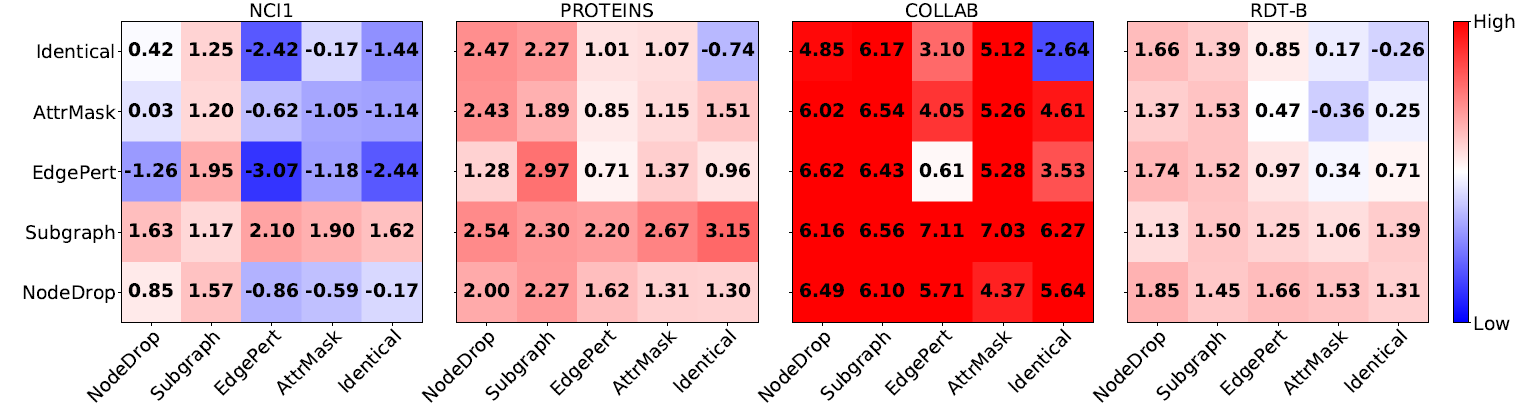 NCI1 PROTEINS COLLAB RDT-B
High
Identical 0.42 1.25 -2.42 -0.17 -1.44 2.47 2.27 1.01 1.07 -0.74 4.85 6.17 3.10 5.12 -2.64 1.66 1.39 0.85 0.17 -0.26
AttrMask 0.03 1.20 -0.62 -1.05 -1.14 2.43 1.89 0.85 1.15 1.51 6.02 6.54 4.05 5.26 4.61 1.37 1.53 0.47 -0.36 0.25
EdgePert -1.26 1.95 -3.07 -1.18 -2.44 1.28 2.97 0.71 1.37 0.96 6.62 6.43 0.61 5.28 3.53 1.74 1.52 0.97 0.34 0.71
Subgraph 1.63 1.17 2.10 1.90 1.62 2.54 2.30 2.20 2.67 3.15 6.16 6.56 7.11 7.03 6.27 1.13 1.50 1.25 1.06 1.39
NodeDrop 0.85 1.57 -0.86 -0.59 -0.17 2.00 2.27 1.62 1.31 1.30 6.49 6.10 5.71 4.37 5.64 1.85 1.45 1.66 1.53 1.31
Low
NodeDrop Subgraph EdgePert AttrMask Identical NodeDrop Subgraph EdgePert AttrMask Identical NodeDrop Subgraph EdgePert AttrMask Identical NodeDrop Subgraph EdgePert AttrMask Identical